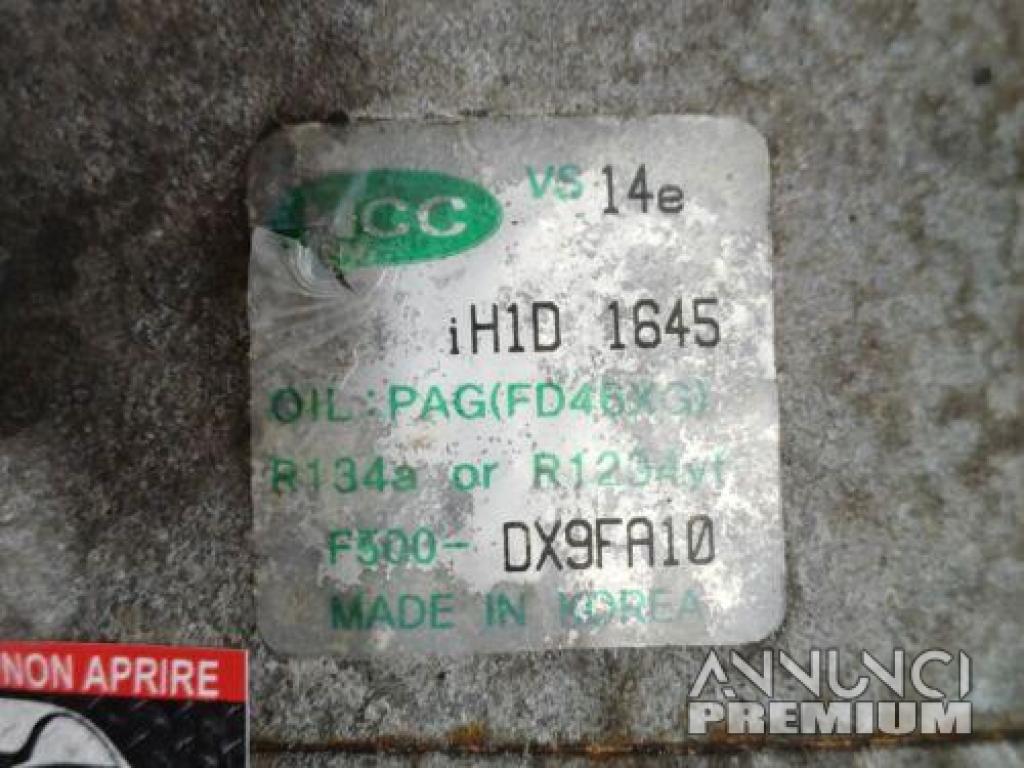 CC VS 14e
iH1D 1645
OIL : PAG(FD46XG)
R134a or R1234yf
F500- DX9FA10
MADE IN KOREA
NON APRIRE
ANNUNCI
PREMIUM